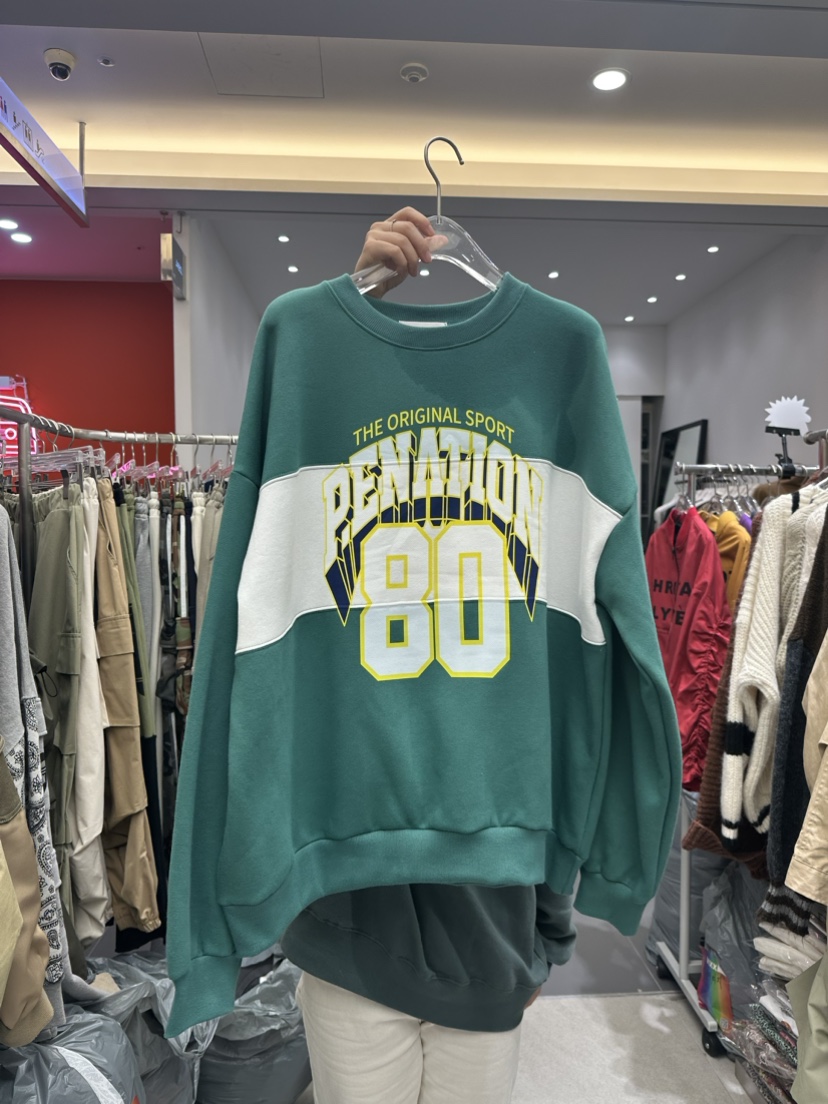 THE ORIGINAL SPORT
RENATION
80